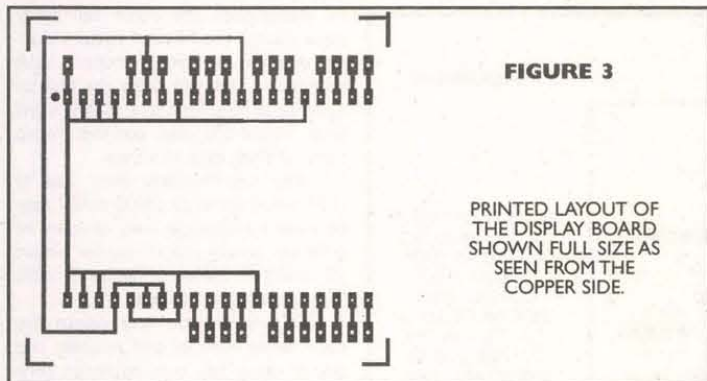 FIGURE 3
PRINTED LAYOUT OF
THE DISPLAY BOARD
SHOWN FULL SIZE AS
SEEN FROM THE
COPPER SIDE.